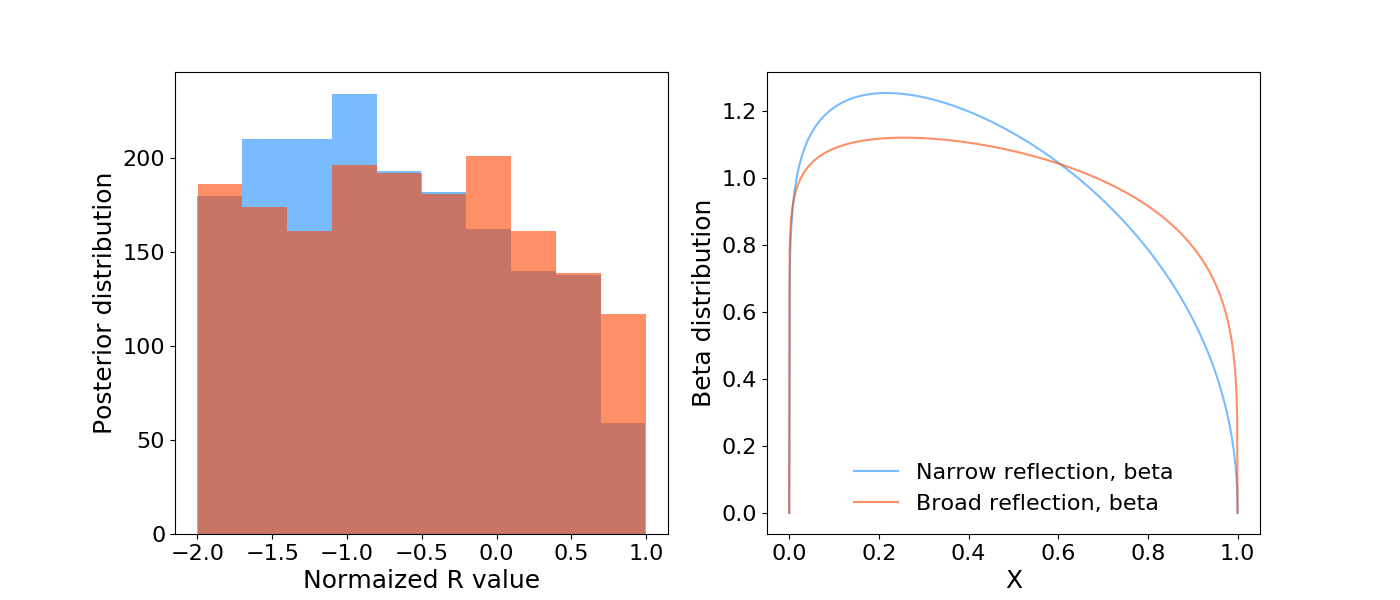 Posterior distribution
200
150
100
50
0
−2.0 −1.5 −1.0 −0.5 0.0 0.5 1.0
Normaized R value
Beta distribution
1.2
1.0
0.8
0.6
0.4
0.2
0.0
Narrow reflection, beta
Broad reflection, beta
0.0 0.2 0.4 0.6 0.8 1.0
X